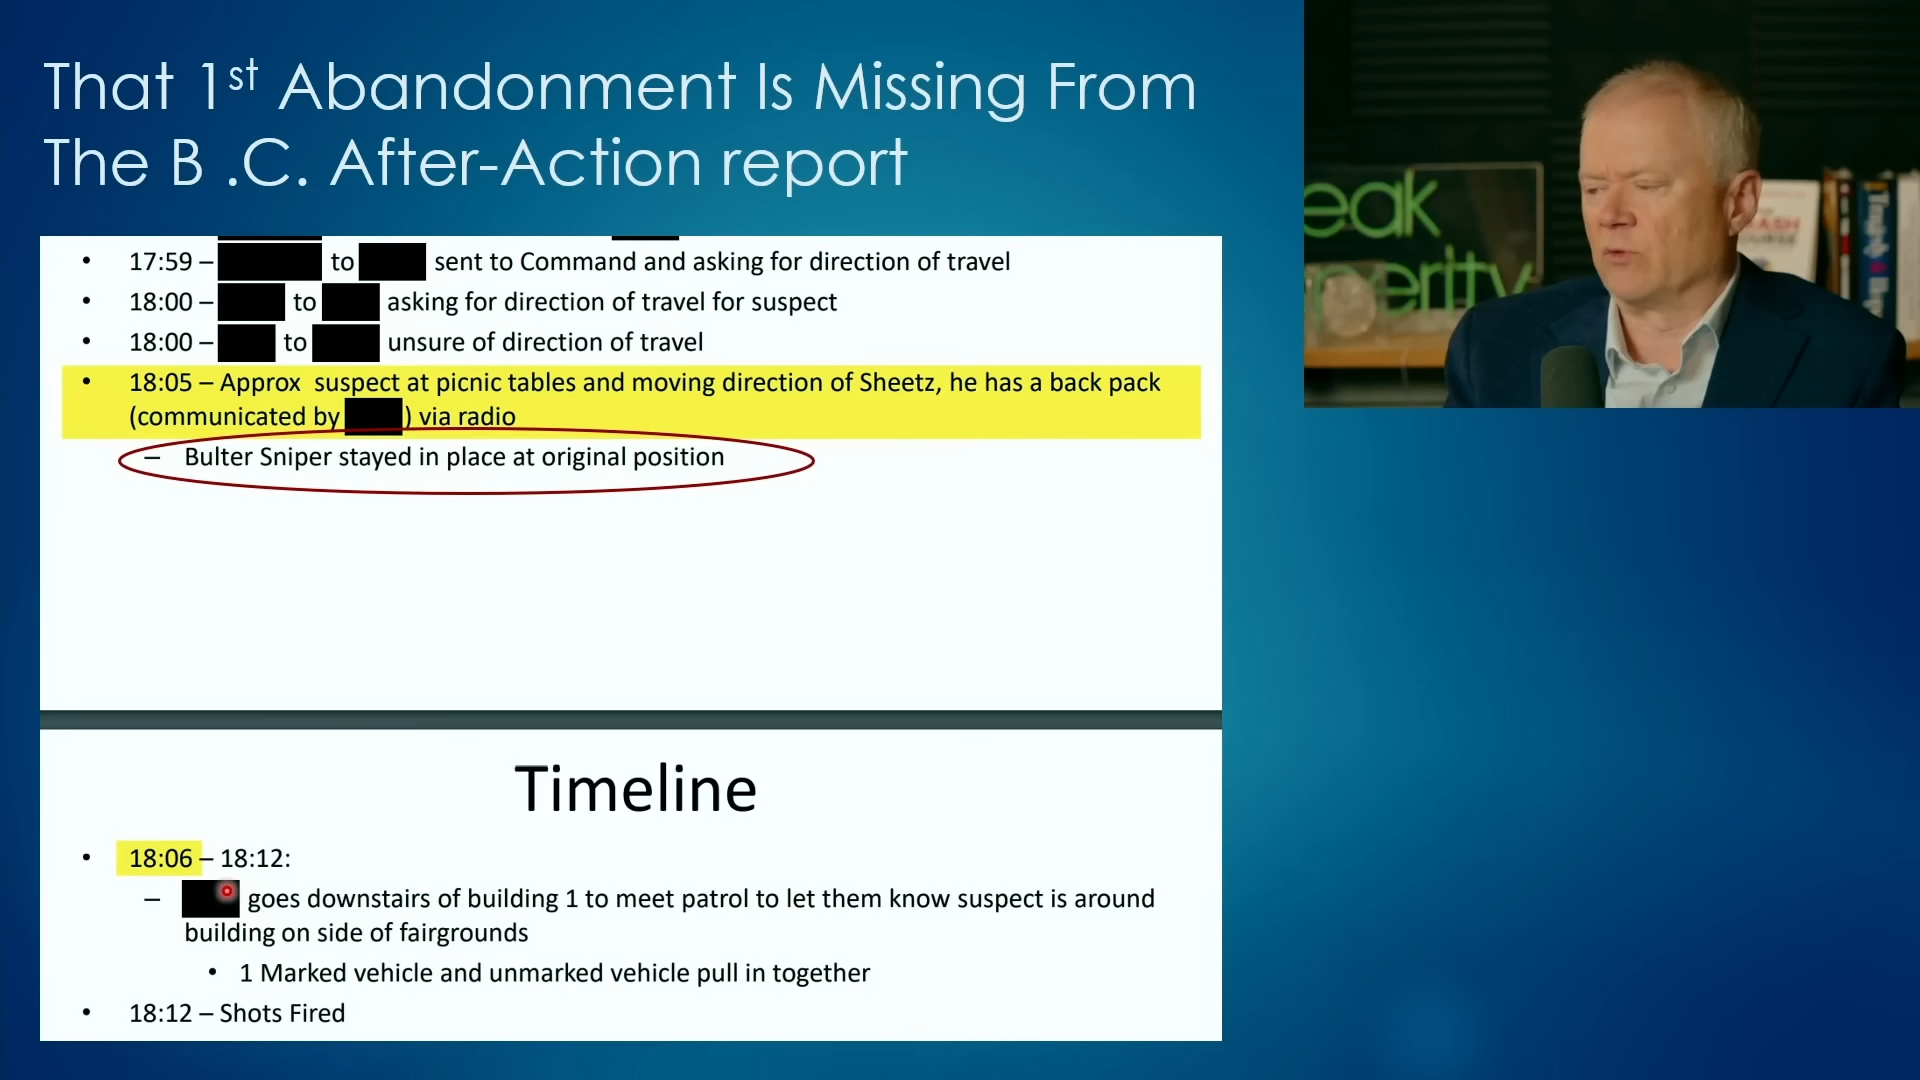 That 1st Abandonment Is Missing From
The B .C. After-Action report
• 17:59 – to sent to Command and asking for direction of travel
• 18:00 – to asking for direction of travel for suspect
• 18:00 – to unsure of direction of travel
• 18:05 – Approx suspect at picnic tables and moving direction of Sheetz, he has a back pack
(communicated by ) via radio
– Bulter Sniper stayed in place at original position
Timeline
• 18:06 – 18:12:
– goes downstairs of building 1 to meet patrol to let them know suspect is around
building on side of fairgrounds
• 1 Marked vehicle and unmarked vehicle pull in together
• 18:12 – Shots Fired
eak